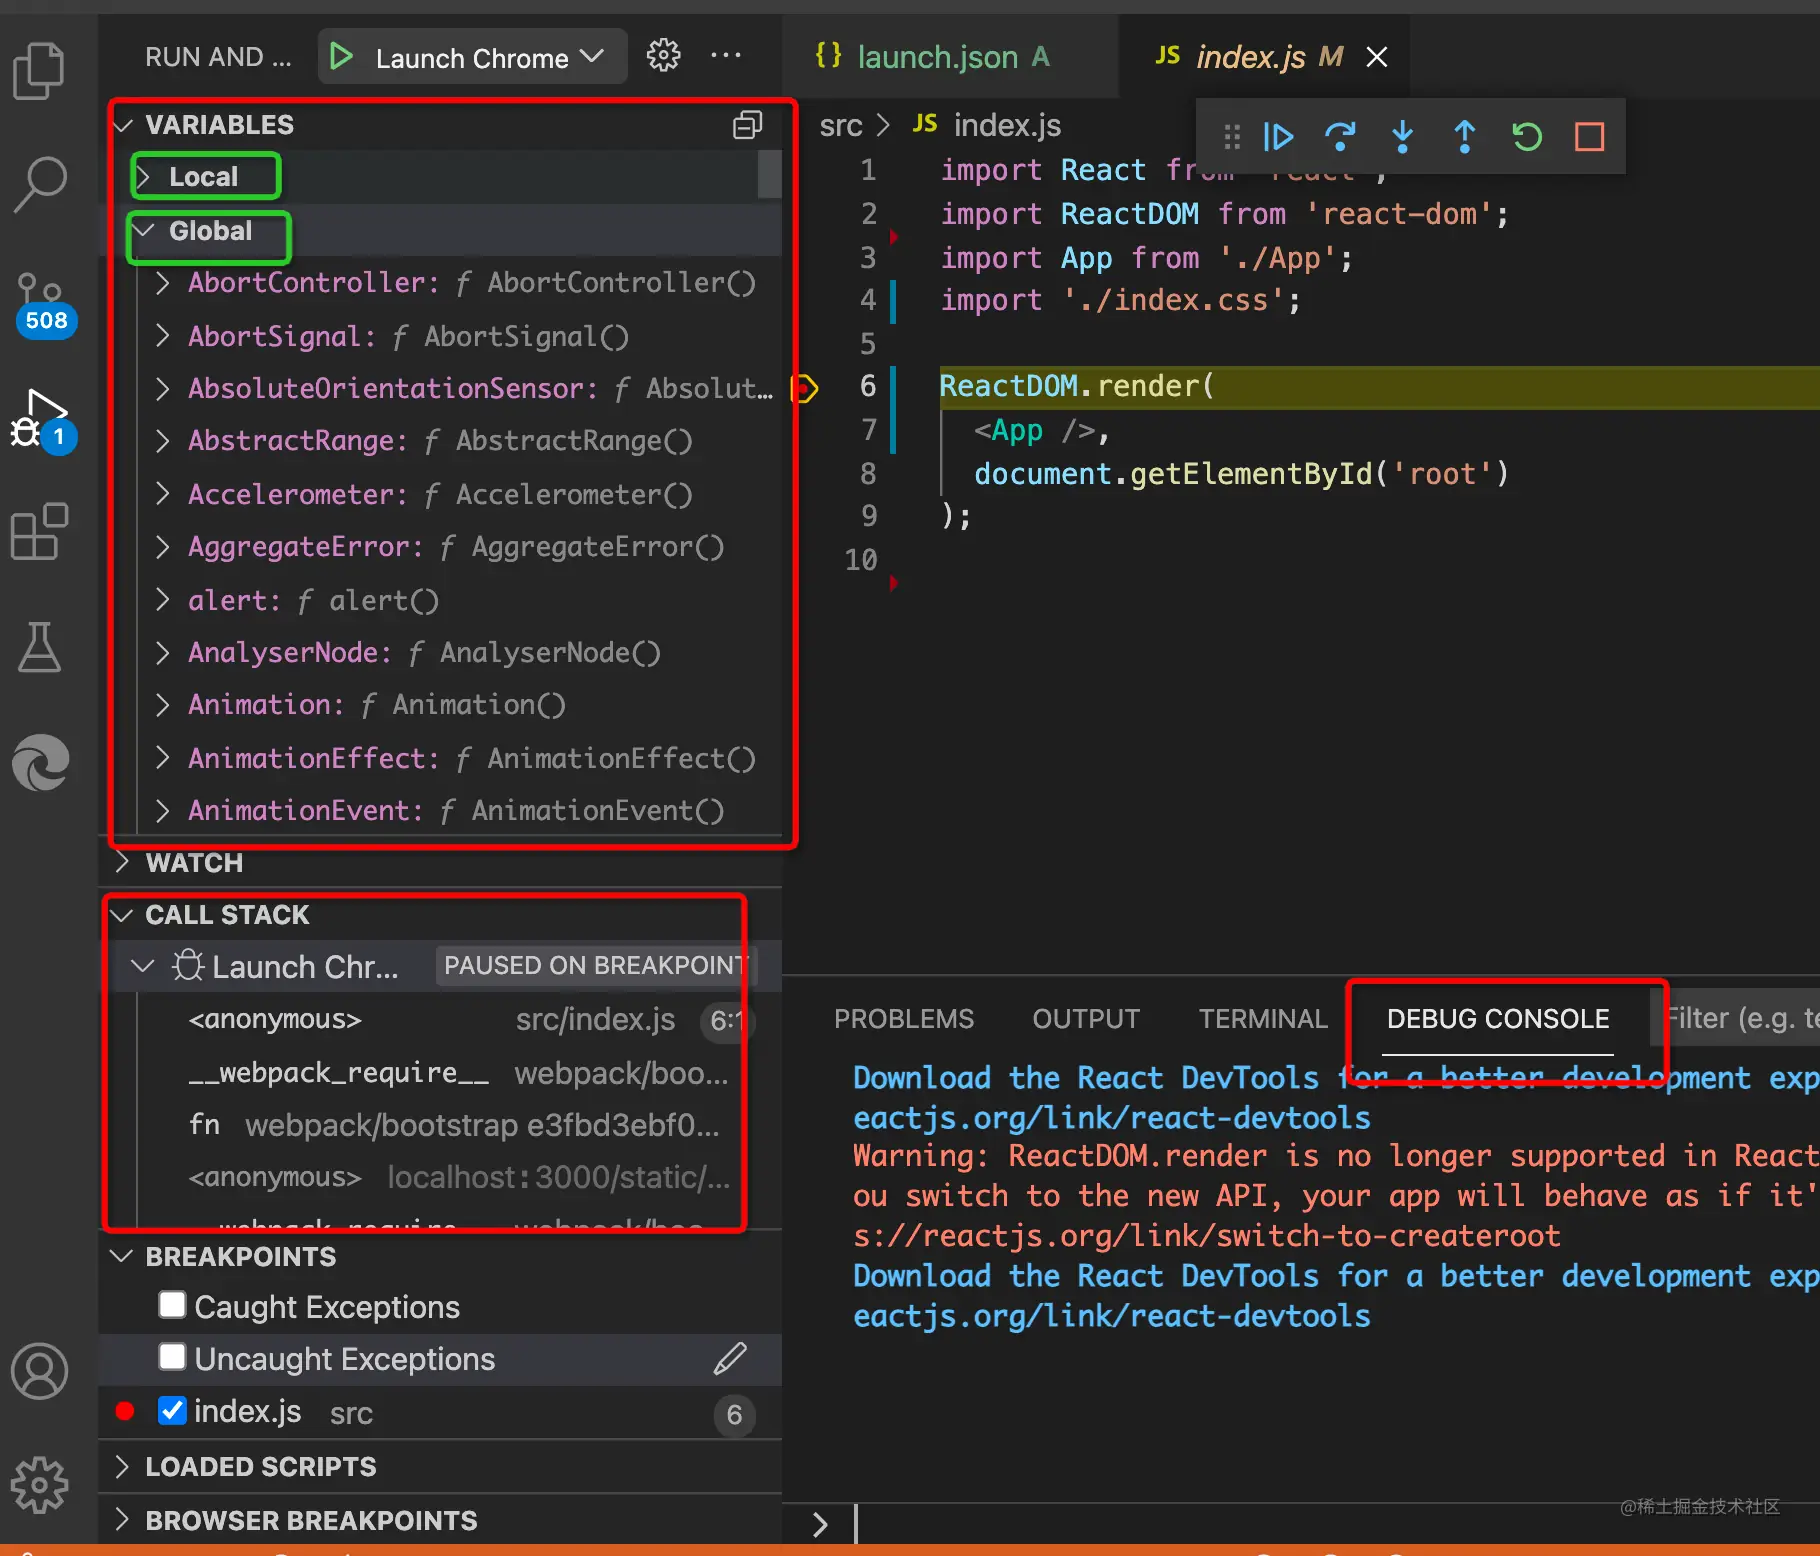 RUN AND ...
Launch Chrome
VARIABLES
Local
Global
AbortController: ƒ AbortController()
AbortSignal: ƒ AbortSignal()
AbsoluteOrientationSensor: ƒ Absolut…
AbstractRange: ƒ AbstractRange()
Accelerometer: ƒ Accelerometer()
AggregateError: ƒ AggregateError()
alert: ƒ alert()
AnalyserNode: ƒ AnalyserNode()
Animation: ƒ Animation()
AnimationEffect: ƒ AnimationEffect()
AnimationEvent: ƒ AnimationEvent()
WATCH
CALL STACK
Launch Chr... PAUSED ON BREAKPOINT
<anonymous> src/index.js 6:1
__webpack_require__ webpack/boo...
fn webpack/bootstrap e3fbd3ebf0...
<anonymous> localhost:3000/static/...
__webpack_require__ webpack/boo...
BREAKPOINTS
Caught Exceptions
Uncaught Exceptions
index.js src 6
LOADED SCRIPTS
BROWSER BREAKPOINTS
508
1
{} launch.json A
JS index.js M
src > JS index.js
1 import React from 'react';
2 import ReactDOM from 'react-dom';
3 import App from './App';
4 import './index.css';
5
6 ReactDOM.render(
7 <App />,
8 document.getElementById('root')
9 );
10
PROBLEMS OUTPUT TERMINAL DEBUG CONSOLE Filter (e.g. te
Download the React DevTools for a better development exp
eactjs.org/link/react-devtools
Warning: ReactDOM.render is no longer supported in React
ou switch to the new API, your app will behave as if it'
s://reactjs.org/link/switch-to-createroot
Download the React DevTools for a better development exp
eactjs.org/link/react-devtools
@稀土掘金技术社区